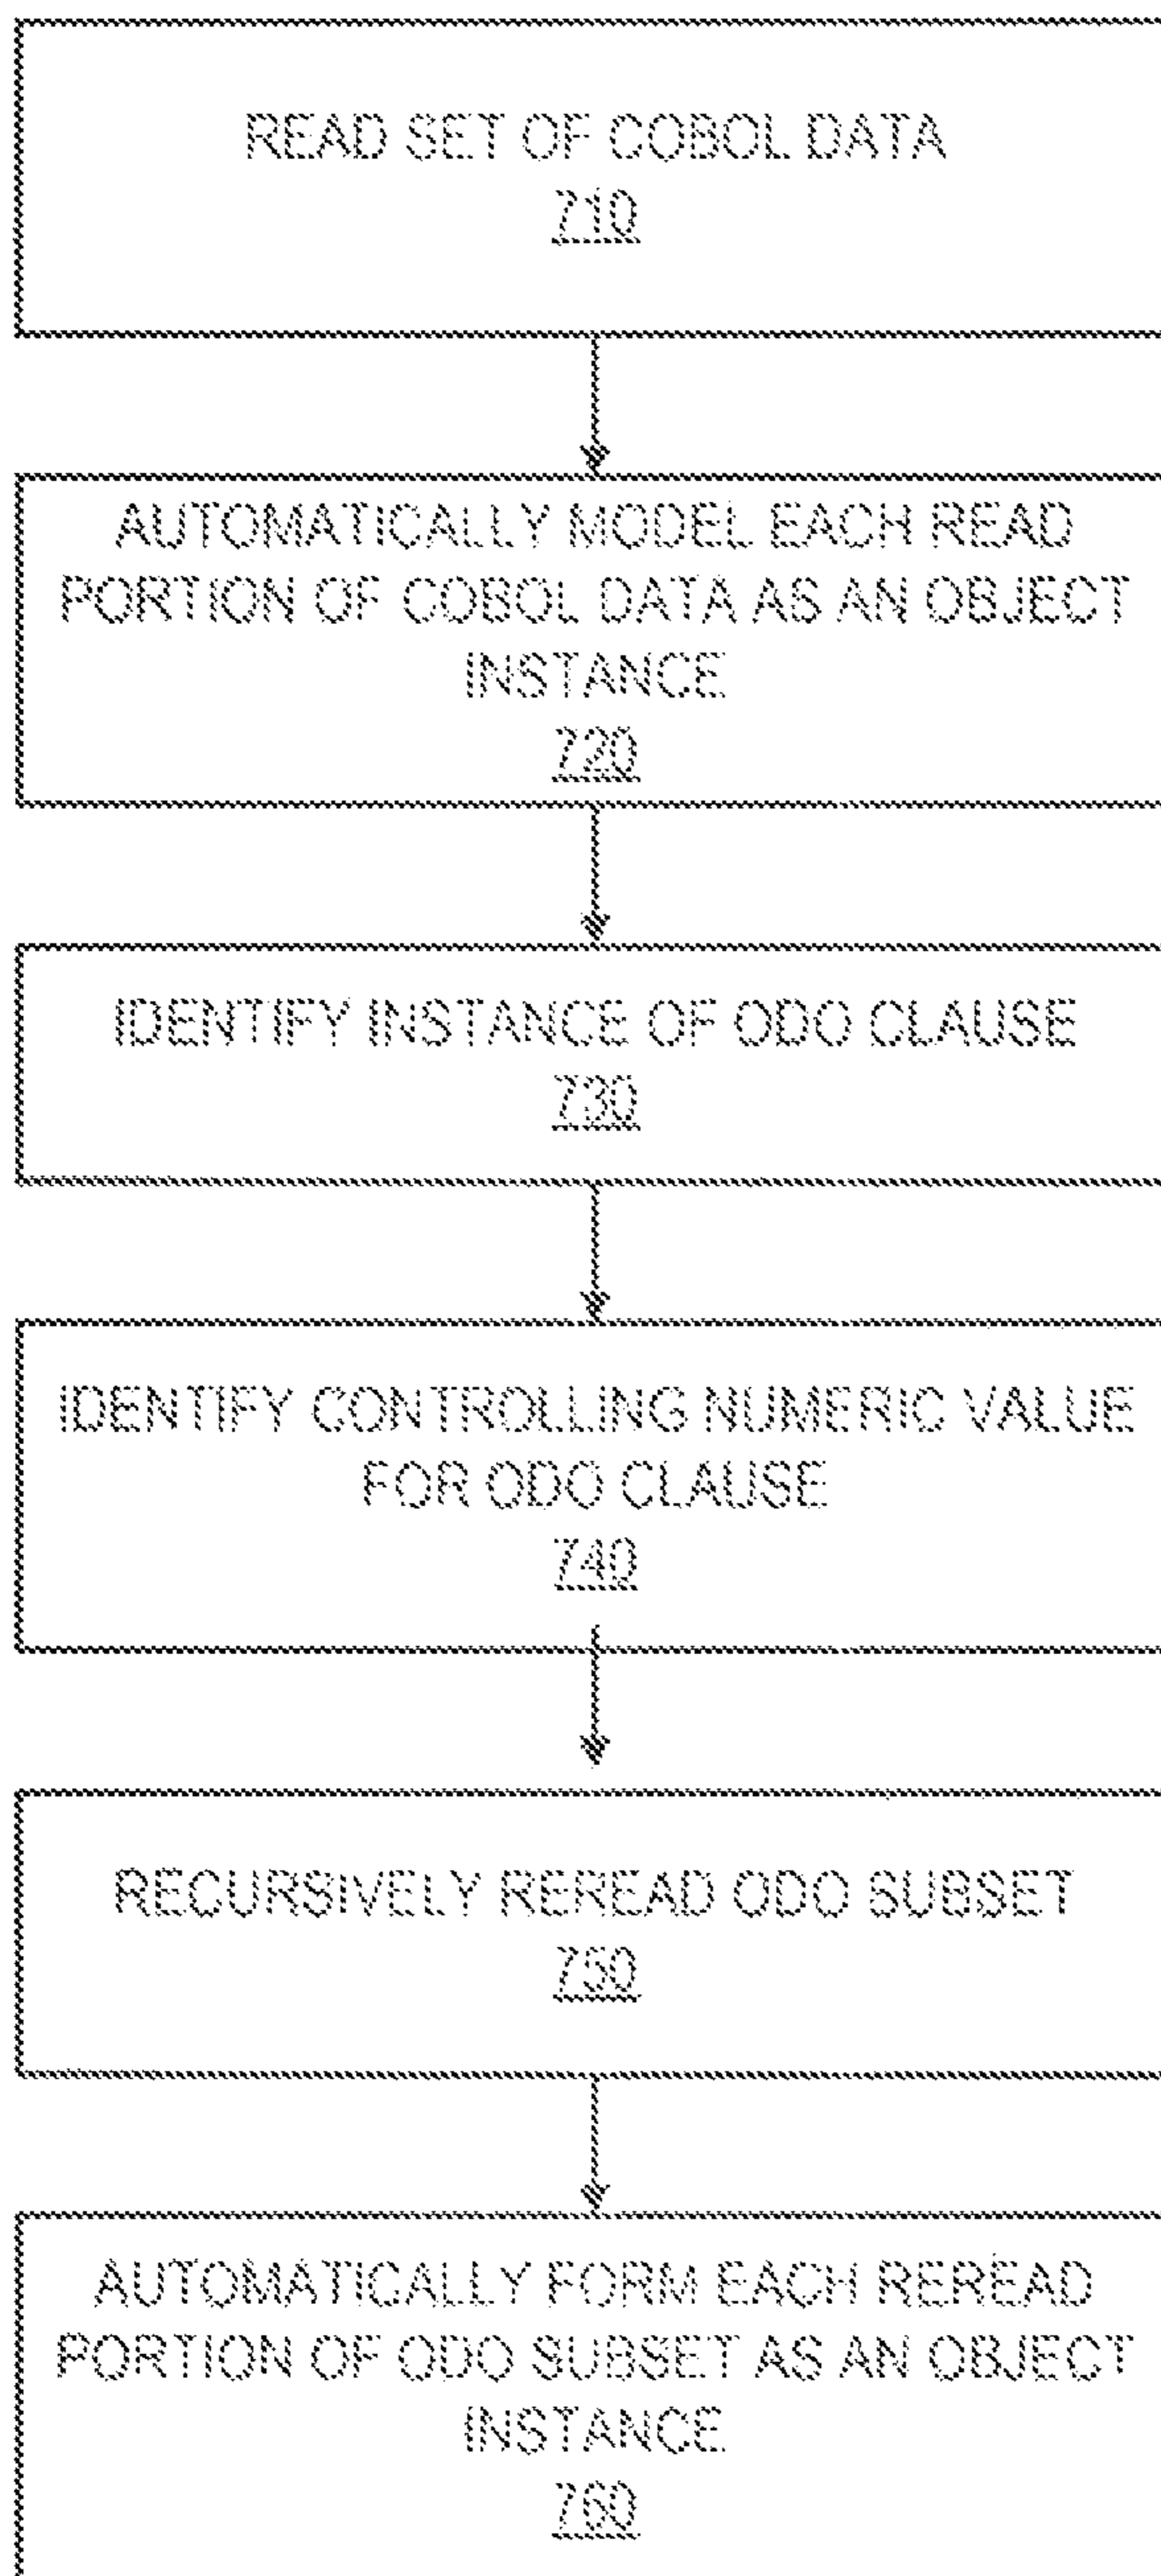 READ SET OF COBOL DATA
710
AUTOMATICALLY MODEL EACH READ
PORTION OF COBOL DATA AS AN OBJECT
INSTANCE
720
IDENTIFY INSTANCE OF ODO CLAUSE
730
IDENTIFY CONTROLLING NUMERIC VALUE
FOR ODO CLAUSE
740
RECURSIVELY REREAD ODO SUBSET
750
AUTOMATICALLY FORM EACH REREAD
PORTION OF ODO SUBSET AS AN OBJECT
INSTANCE
760